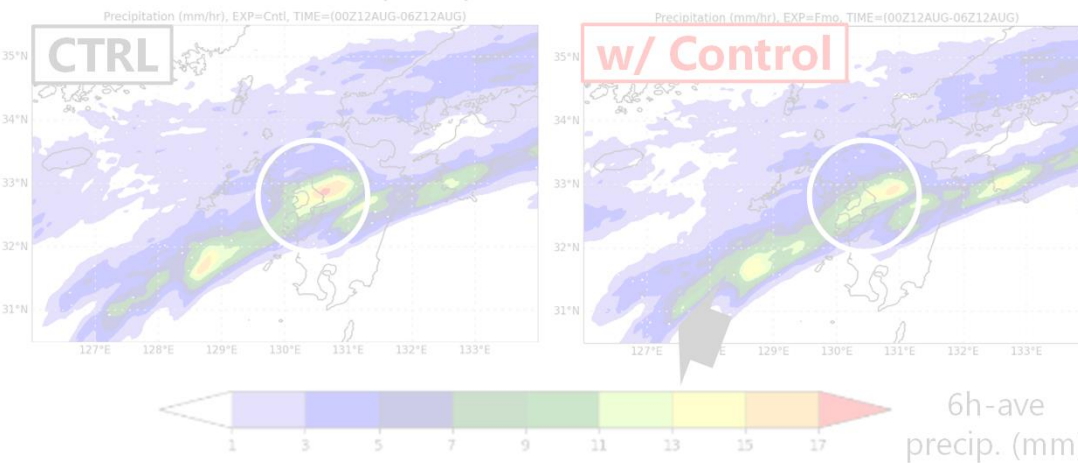 Precipitation (mm/hr), EXP=Cntl, TIME=(00Z12AUG-06Z12AUG)
Precipitation (mm/hr), EXP=Fmo, TIME=(00Z12AUG-06Z12AUG)
CTRL
w/ Control
35°N
34°N
33°N
32°N
31°N
35°N
34°N
33°N
32°N
31°N
127°E 128°E 129°E 130°E 131°E 132°E 133°E
127°E 129°E 130°E 131°E 132°E 133°E
1 3 5 7 9 11 13 15 17
6h-ave
precip. (mm